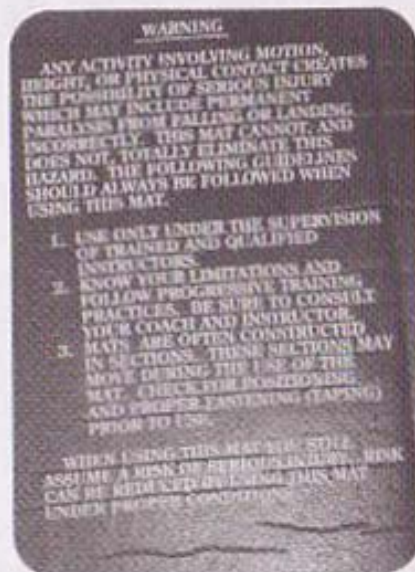 WARNING
ANY ACTIVITY INVOLVING MOTION,
HEIGHT, OR PHYSICAL CONTACT CREATES
THE POSSIBILITY OF SERIOUS INJURY
WHICH MAY INCLUDE PERMANENT
PARALYSIS FROM FALLING OR LANDING
INCORRECTLY. THIS MAT CANNOT, AND
DOES NOT, TOTALLY ELIMINATE THIS
HAZARD. THE FOLLOWING GUIDELINES
SHOULD ALWAYS BE FOLLOWED WHEN
USING THIS MAT.
1. USE ONLY UNDER THE SUPERVISION
OF TRAINED AND QUALIFIED
INSTRUCTORS.
2. KNOW YOUR LIMITATIONS AND
FOLLOW PROGRESSIVE TRAINING
PRACTICES. BE SURE TO CONSULT
YOUR COACH AND INSTRUCTOR.
3. MATS ARE OFTEN CONSTRUCTED
IN SECTIONS. THESE SECTIONS MAY
MOVE DURING THE USE OF THE
MAT. CHECK FOR POSITIONING
AND PROPER FASTENING (TAPING)
PRIOR TO USE.
WHEN USING THIS MAT YOU STILL
ASSUME A RISK OF SERIOUS INJURY. RISK
CAN BE REDUCED BY USING THIS MAT
UNDER PROPER CONDITIONS.